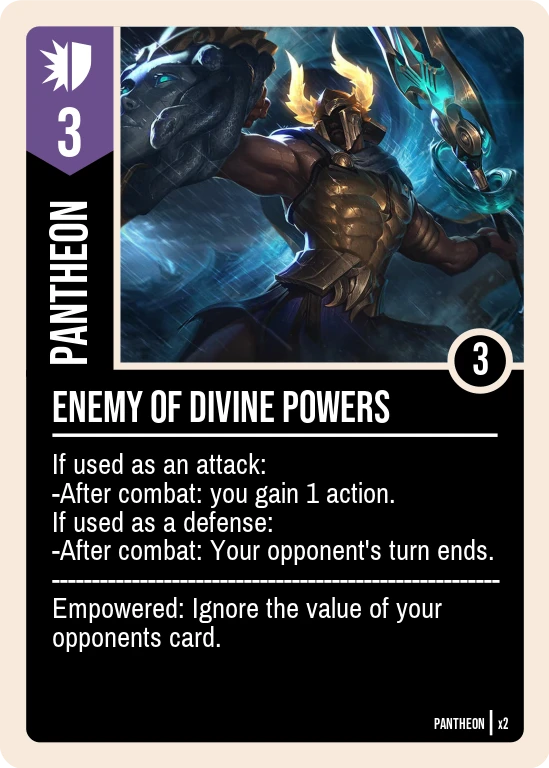 3
PANTHEON
3
ENEMY OF DIVINE POWERS
If used as an attack:
-After combat: you gain 1 action.
If used as a defense:
-After combat: Your opponent's turn ends.
--------------------------------------------------------
Empowered: Ignore the value of your
opponents card.
PANTHEON | x2